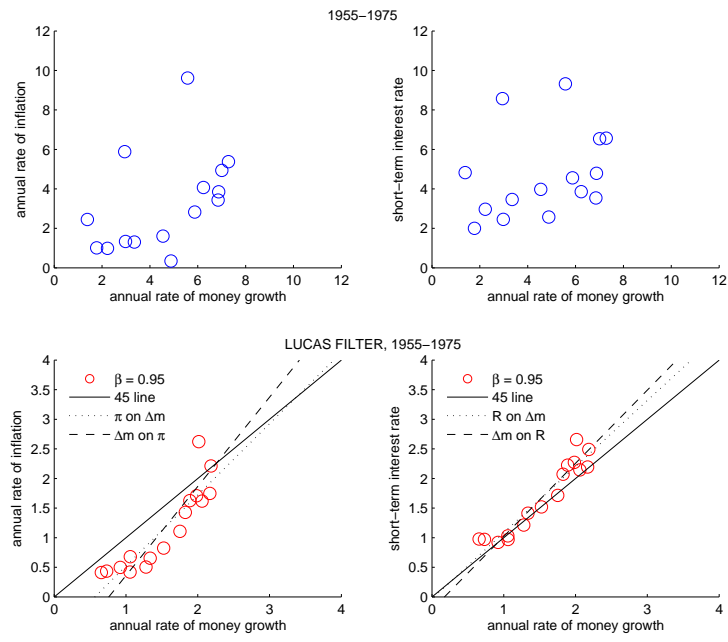 1955−1975
annual rate of inflation
12
10
8
6
4
2
0
0 2 4 6 8 10 12
annual rate of money growth
short−term interest rate
12
10
8
6
4
2
0
0 2 4 6 8 10 12
annual rate of money growth
LUCAS FILTER, 1955−1975
annual rate of inflation
4
3.5
3
2.5
2
1.5
1
0.5
0
β = 0.95
45 line
π on Δm
Δm on π
0 1 2 3 4
annual rate of money growth
short−term interest rate
4
3.5
3
2.5
2
1.5
1
0.5
0
β = 0.95
45 line
R on Δm
Δm on R
0 1 2 3 4
annual rate of money growth